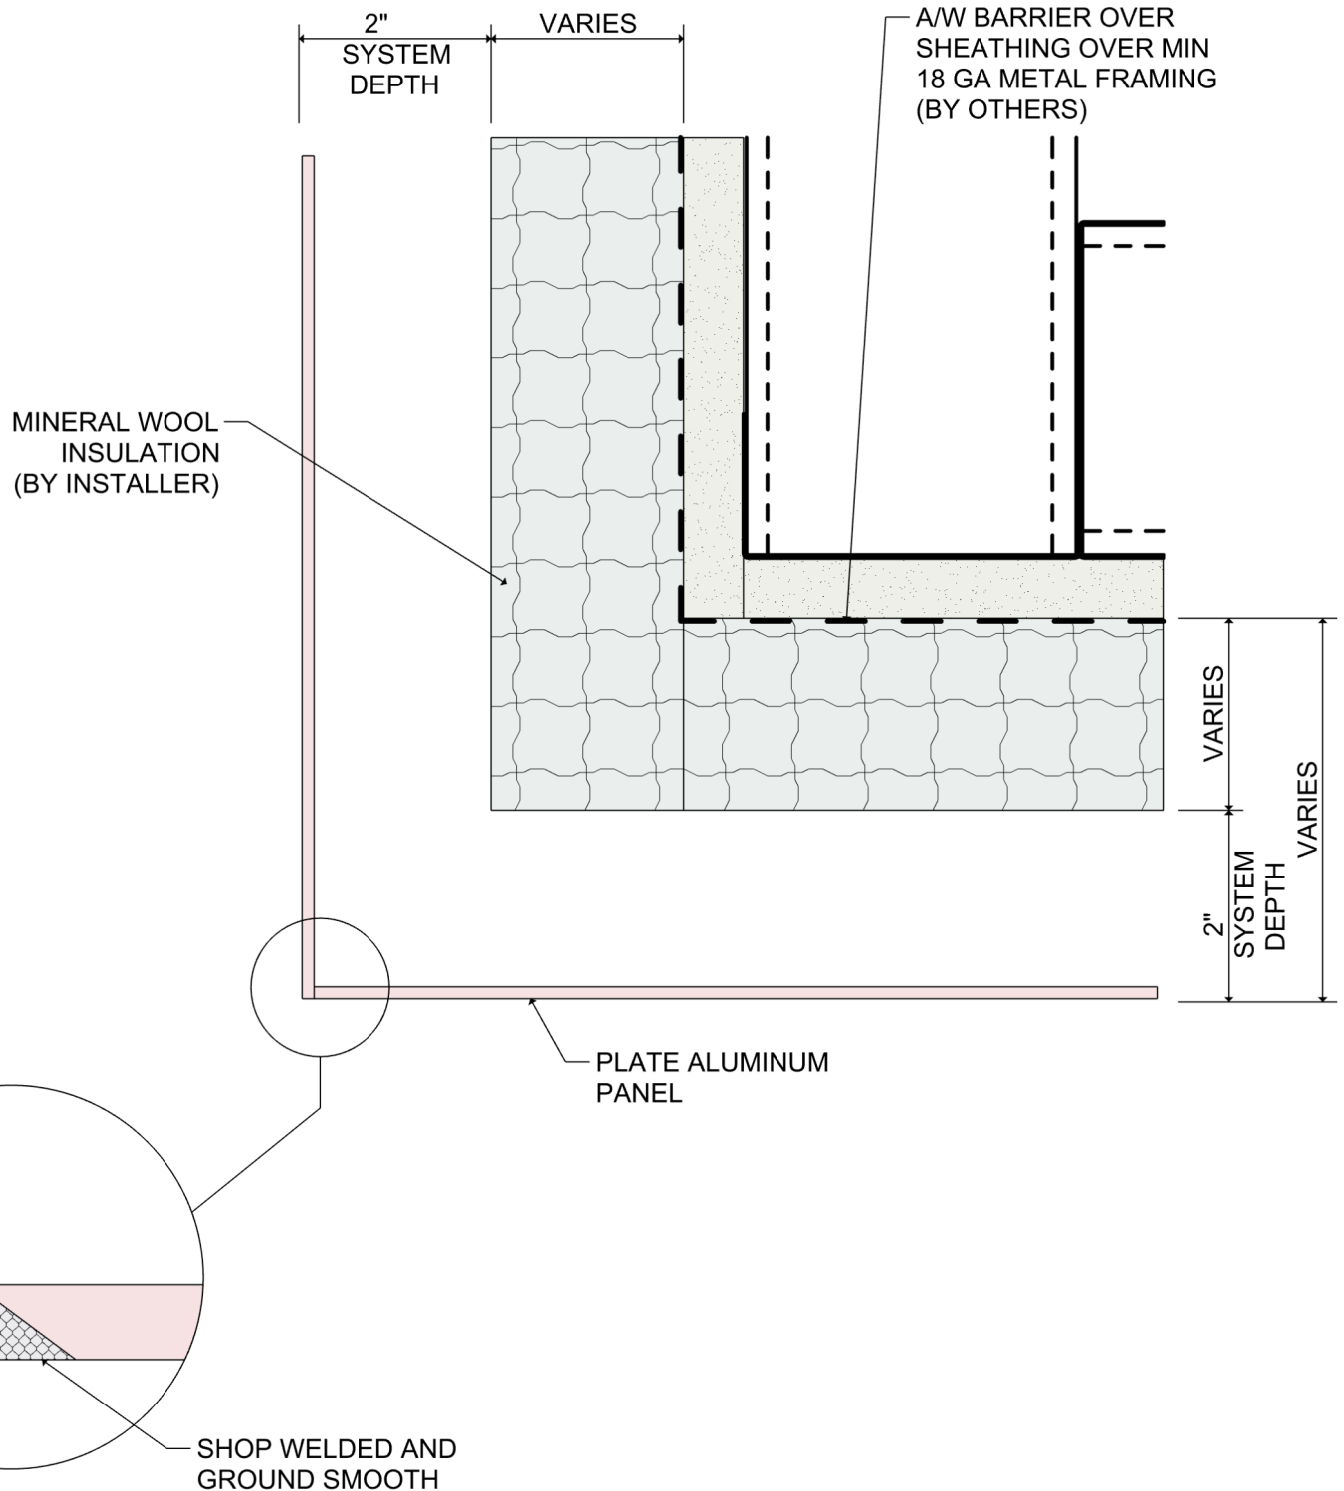 2"
SYSTEM
DEPTH
VARIES
A/W BARRIER OVER
SHEATHING OVER MIN
18 GA METAL FRAMING
(BY OTHERS)
MINERAL WOOL
INSULATION
(BY INSTALLER)
VARIES
VARIES
2"
SYSTEM
DEPTH
PLATE ALUMINUM
PANEL
SHOP WELDED AND
GROUND SMOOTH